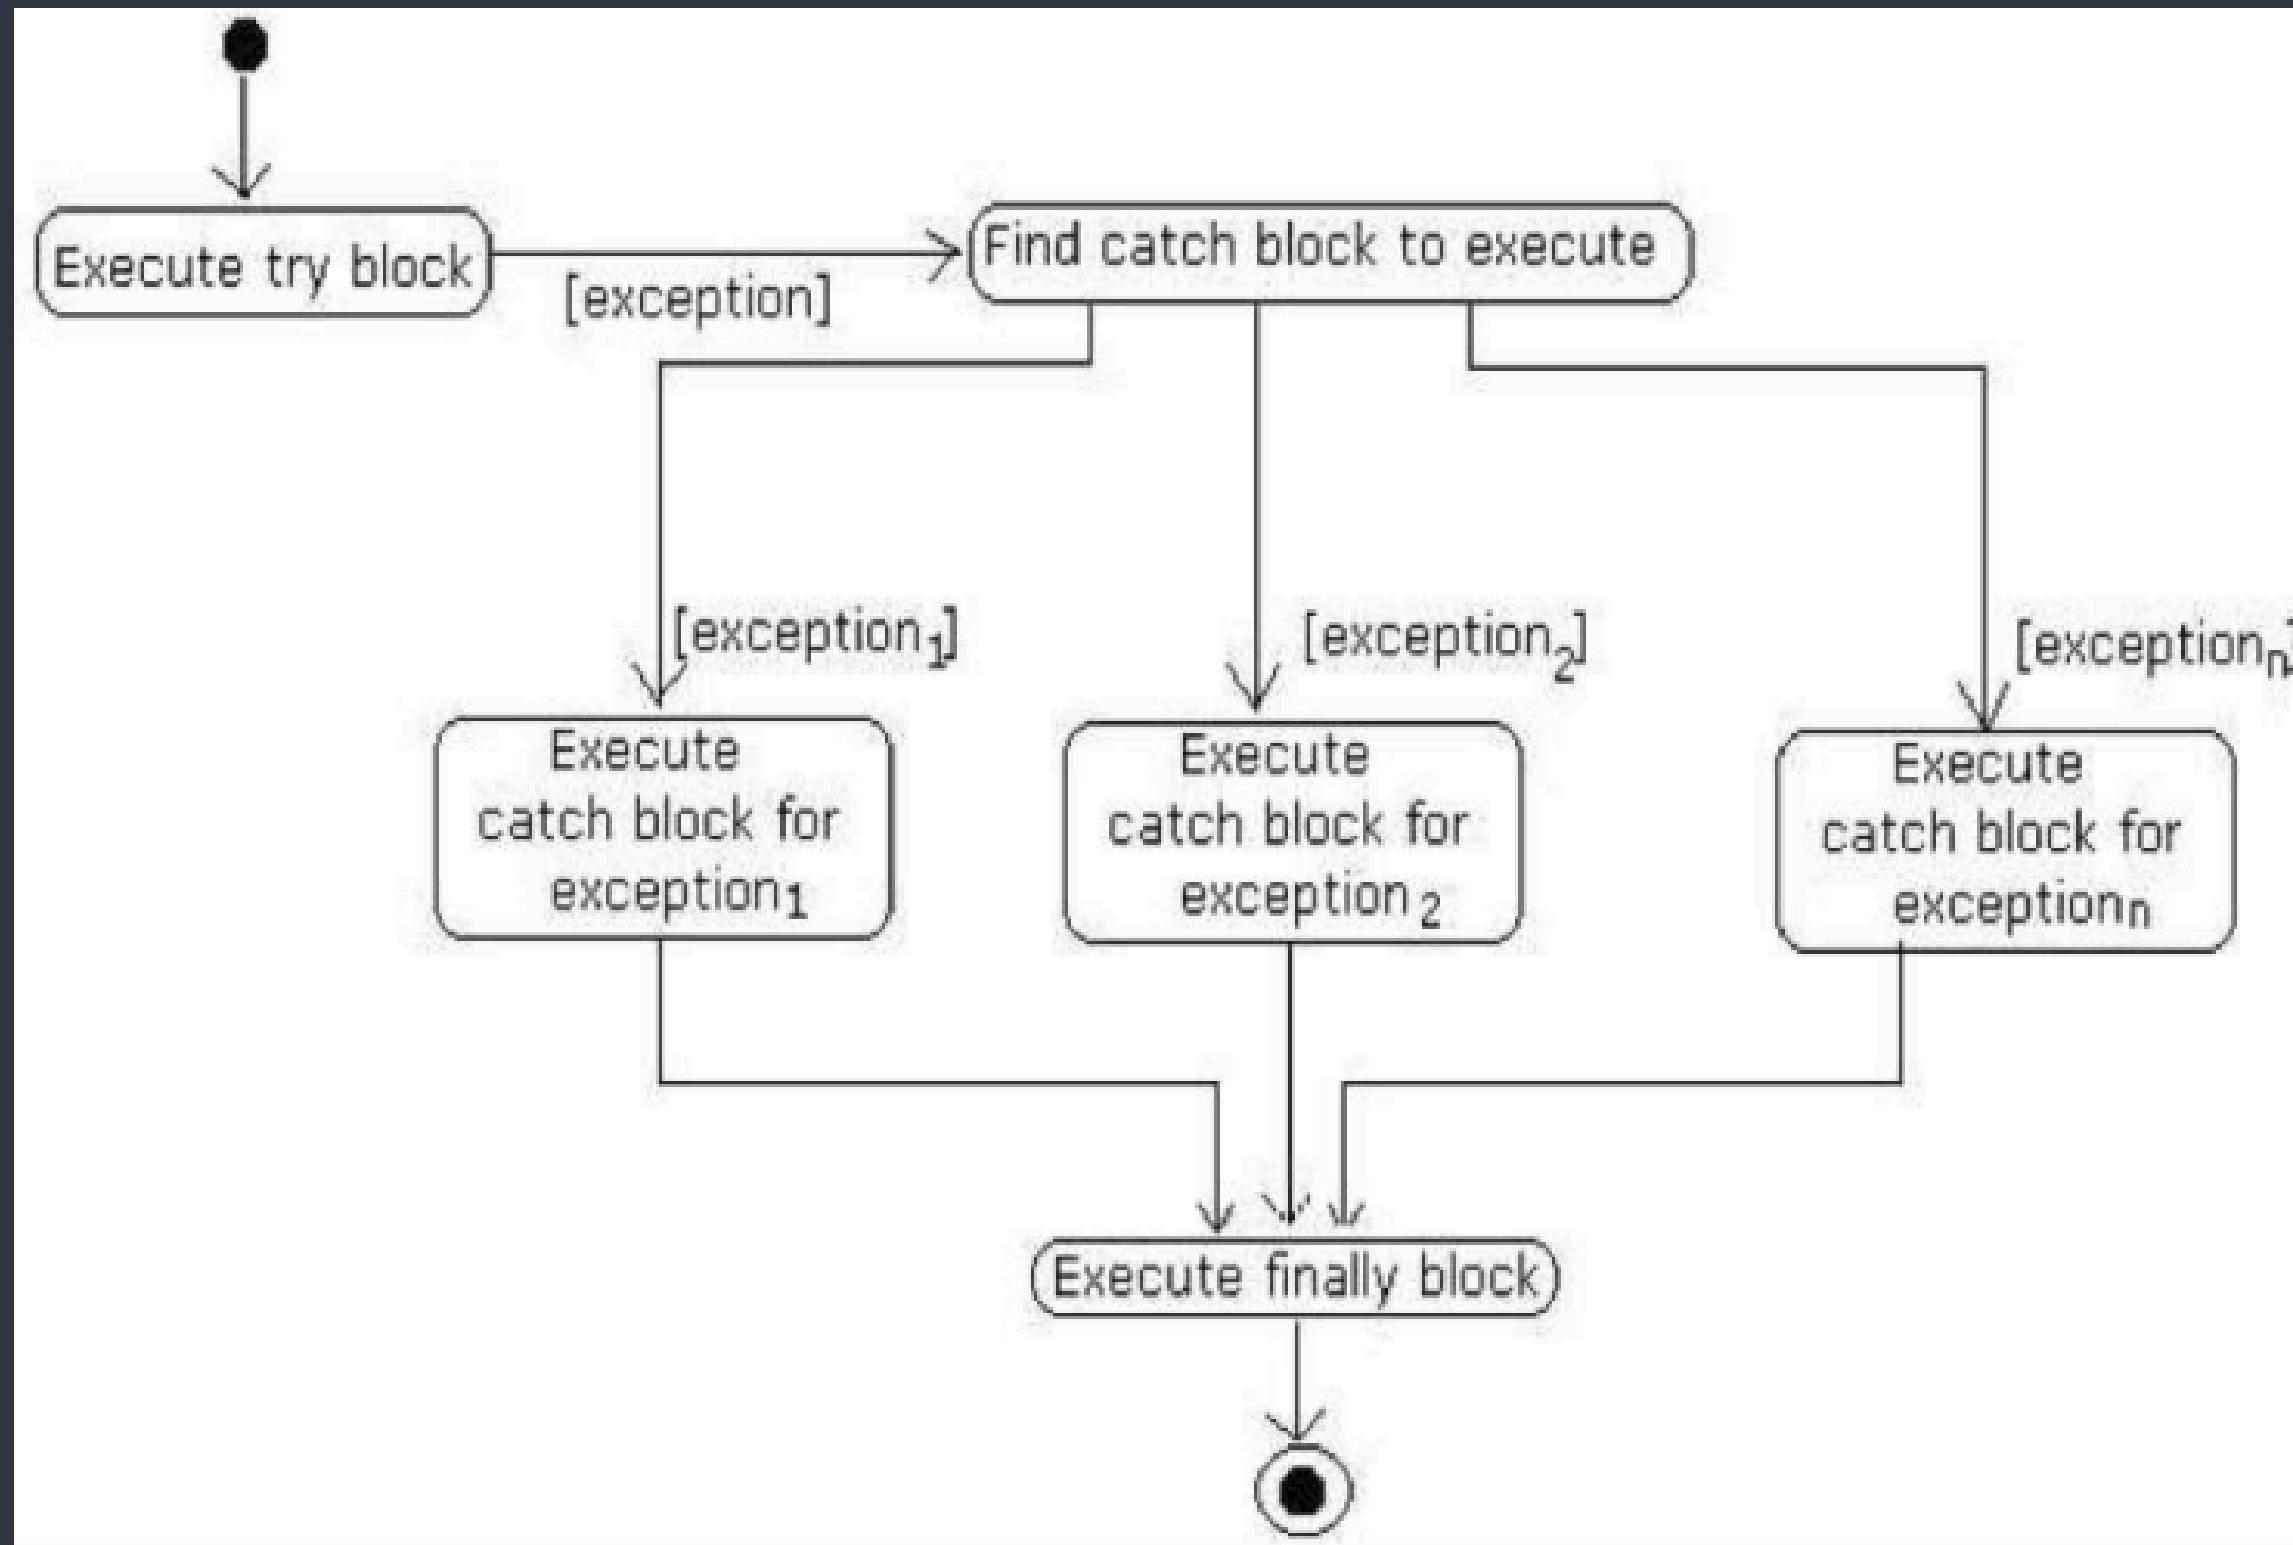 Execute try block
[exception]
Find catch block to execute
[exception1]
[exception2]
[exceptionn]
Execute
catch block for
exception1
Execute
catch block for
exception2
Execute
catch block for
exceptionn
Execute finally block